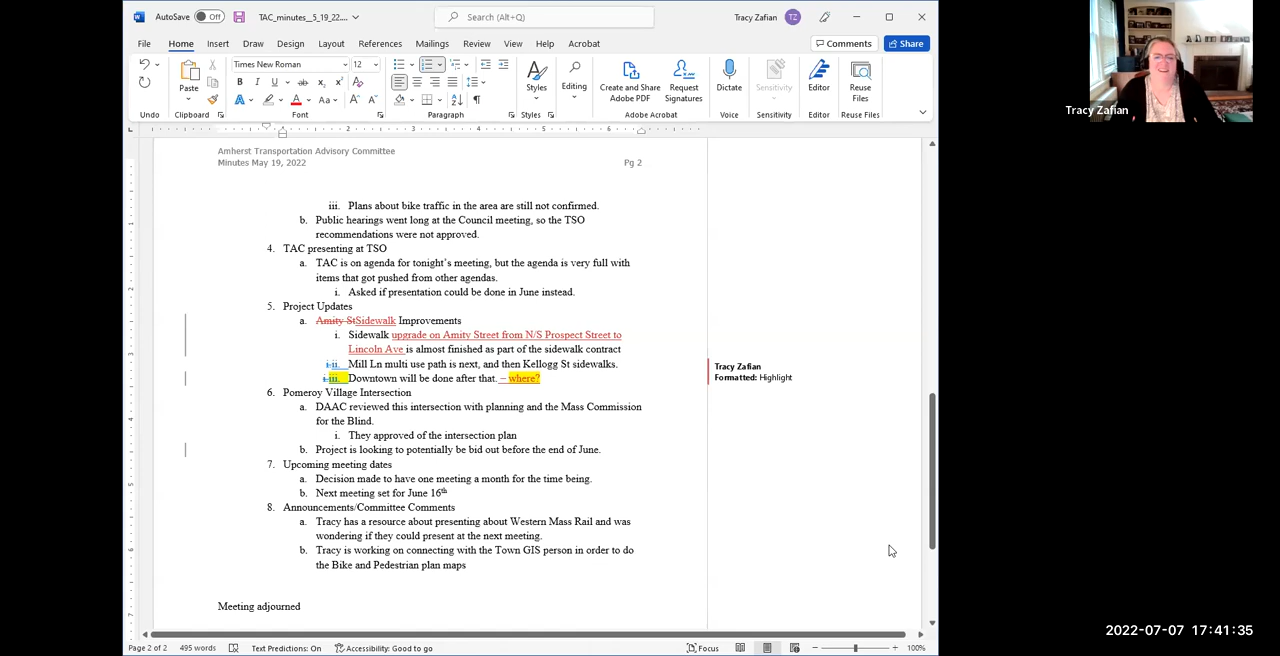 AutoSave Off TAC_minutes__5_19_22.... Search (Alt+Q) Tracy Zafian TZ
File Home Insert Draw Design Layout References Mailings Review View Help Acrobat Comments Share
Times New Roman 12
Paste
Undo Clipboard Font Paragraph
Styles
Styles
Editing
Create and Share Adobe PDF
Request Signatures
Adobe Acrobat
Dictate
Voice
Sensitivity
Sensitivity
Editor
Editor
Reuse Files
Reuse Files
Amherst Transportation Advisory Committee
Minutes May 19, 2022 Pg 2
iii. Plans about bike traffic in the area are still not confirmed.
b. Public hearings went long at the Council meeting, so the TSO
recommendations were not approved.
4. TAC presenting at TSO
a. TAC is on agenda for tonight's meeting, but the agenda is very full with
items that got pushed from other agendas.
i. Asked if presentation could be done in June instead.
5. Project Updates
a. Amity StSidewalk Improvements
i. Sidewalk upgrade on Amity Street from N/S Prospect Street to
Lincoln Ave is almost finished as part of the sidewalk contract
i.ii. Mill Ln multi use path is next, and then Kellogg St sidewalks.
i.iii. Downtown will be done after that. – where?
6. Pomeroy Village Intersection
a. DAAC reviewed this intersection with planning and the Mass Commission
for the Blind.
i. They approved of the intersection plan
b. Project is looking to potentially be bid out before the end of June.
7. Upcoming meeting dates
a. Decision made to have one meeting a month for the time being.
b. Next meeting set for June 16th
8. Announcements/Committee Comments
a. Tracy has a resource about presenting about Western Mass Rail and was
wondering if they could present at the next meeting.
b. Tracy is working on connecting with the Town GIS person in order to do
the Bike and Pedestrian plan maps
Meeting adjourned
Tracy Zafian
Formatted: Highlight
Page 2 of 2 495 words Text Predictions: On Accessibility: Good to go Focus 100%
Tracy Zafian
2022-07-07 17:41:35